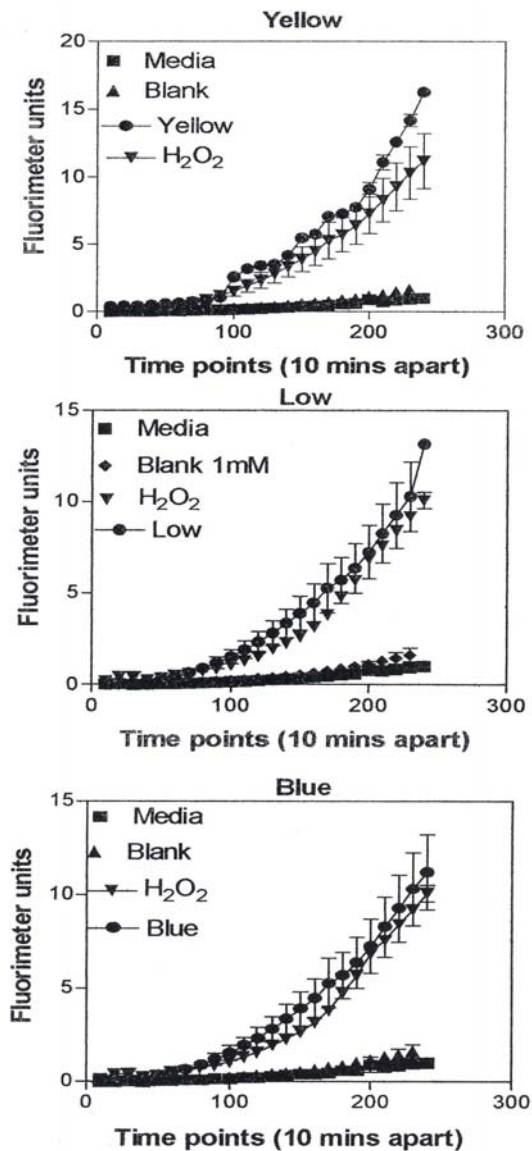 Yellow
20
15
10
5
0
Fluorimeter units
Media
Blank
Yellow
H₂O₂
0 100 200 300
Time points (10 mins apart)
Low
15
10
5
0
Fluorimeter units
Media
Blank 1mM
H₂O₂
Low
0 100 200 300
Time points (10 mins apart)
Blue
15
10
5
0
Fluorimeter units
Media
Blank
H₂O₂
Blue
0 100 200 300
Time points (10 mins apart)